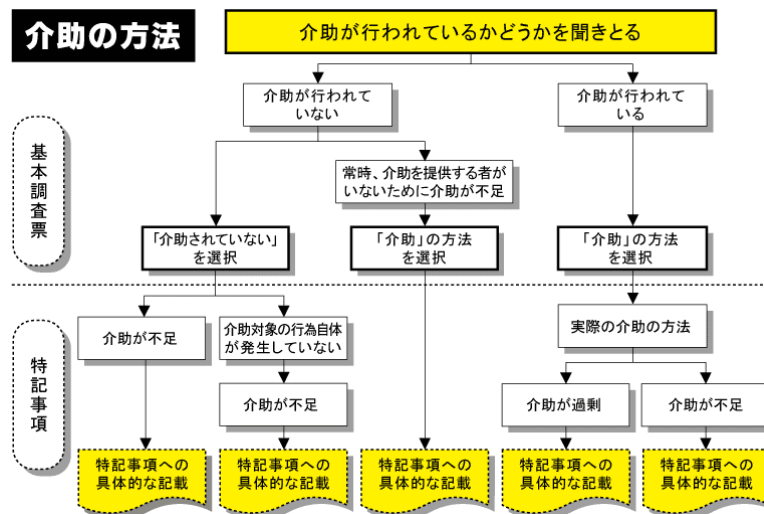 介助の方法
介助が行われているかどうかを聞きとる
介助が行われて
いない
介助が行われて
いる
基本調査票
常時、介助を提供する者が
いないために介助が不足
「介助されていない」
を選択
「介助」の方法
を選択
「介助」の方法
を選択
特記事項
介助が不足
介助対象の行為自体
が発生していない
実際の介助の方法
介助が不足
介助が過剰
介助が不足
特記事項への
具体的な記載
特記事項への
具体的な記載
特記事項への
具体的な記載
特記事項への
具体的な記載
特記事項への
具体的な記載